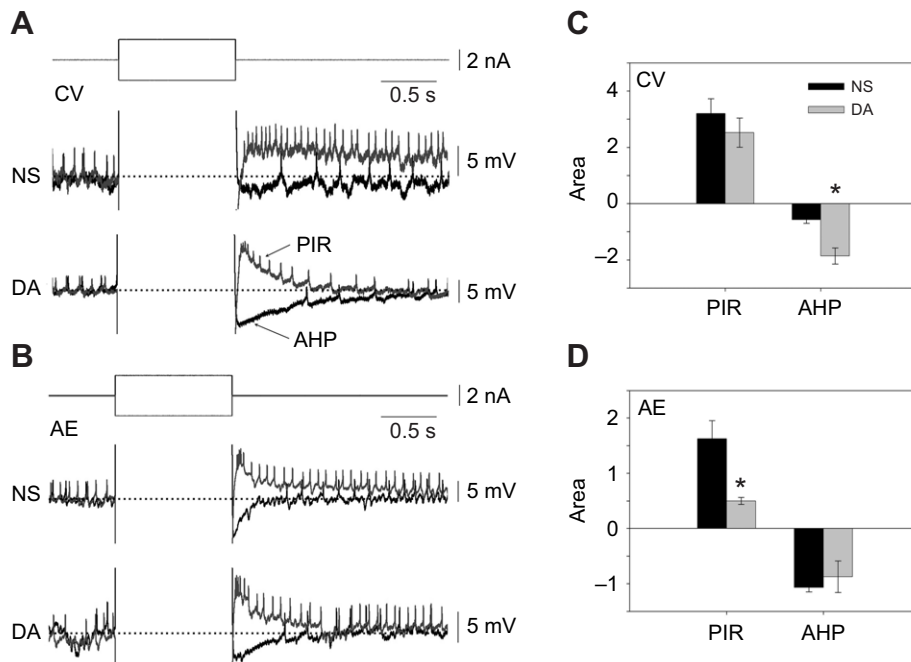 A
2 nA
0.5 s
CV
NS
5 mV
PIR
DA
5 mV
AHP
B
2 nA
0.5 s
AE
NS
5 mV
DA
5 mV
C
CV
NS
DA
4
2
0
–2
Area
*
PIR
AHP
D
AE
2
1
0
–1
Area
*
PIR
AHP